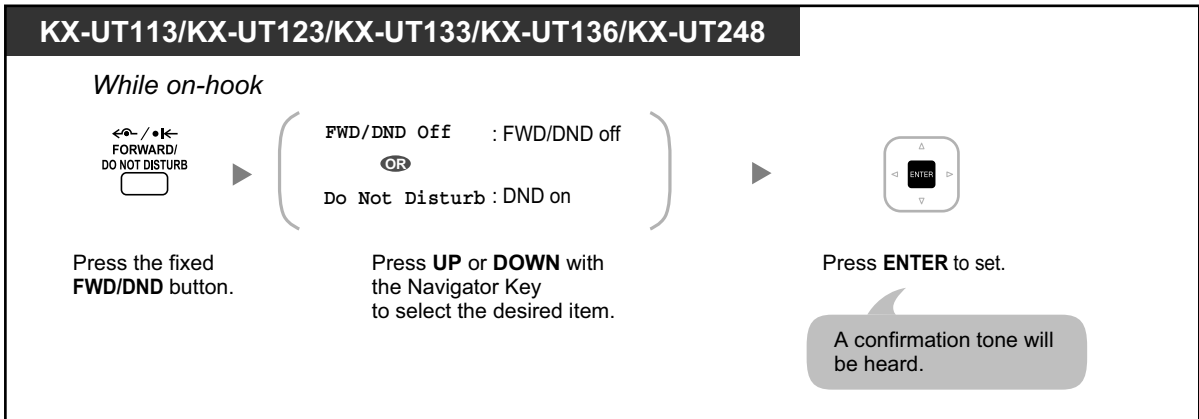 KX-UT113/KX-UT123/KX-UT133/KX-UT136/KX-UT248
While on-hook
FORWARD/
DO NOT DISTURB
FWD/DND Off : FWD/DND off
OR
Do Not Disturb : DND on
ENTER
Press the fixed
FWD/DND button.
Press UP or DOWN with
the Navigator Key
to select the desired item.
Press ENTER to set.
A confirmation tone will
be heard.